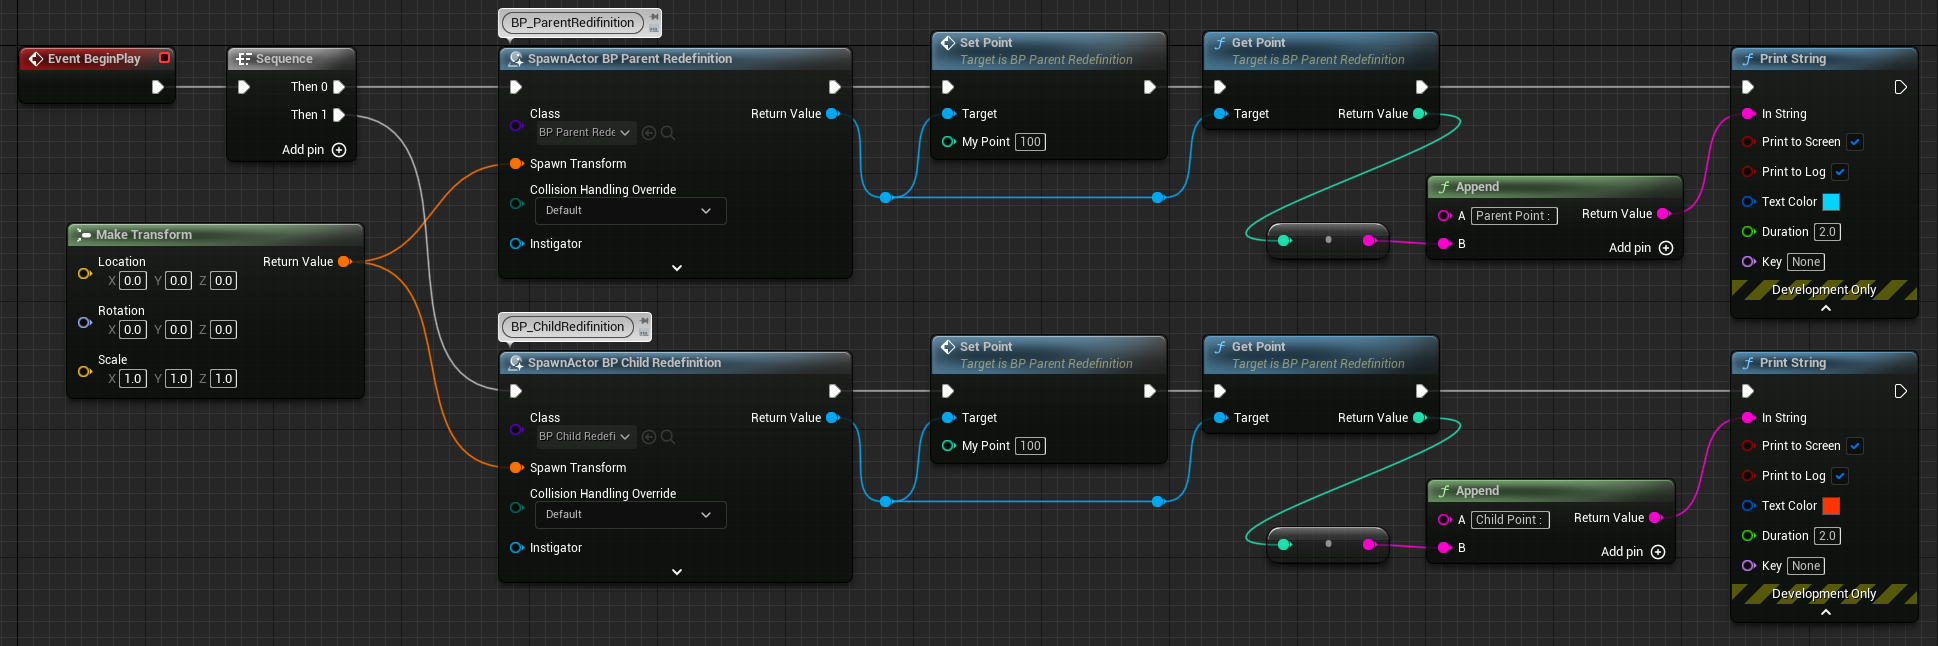 BP_ParentRedifinition
Event BeginPlay
Sequence
Then 0
Then 1
Add pin
SpawnActor BP Parent Redefinition
Class
BP Parent Rede
Return Value
Spawn Transform
Collision Handling Override
Default
Instigator
Set Point
Target is BP Parent Redefinition
Target
My Point 100
Get Point
Target is BP Parent Redefinition
Target
Return Value
Append
A Parent Point :
Return Value
B
Add pin
Print String
In String
Print to Screen
Print to Log
Text Color
Duration 2.0
Key None
Development Only
Make Transform
Location
Return Value
X 0.0 Y 0.0 Z 0.0
Rotation
X 0.0 Y 0.0 Z 0.0
Scale
X 1.0 Y 1.0 Z 1.0
BP_ChildRedifinition
SpawnActor BP Child Redefinition
Class
BP Child Redefi
Return Value
Spawn Transform
Collision Handling Override
Default
Instigator
Set Point
Target is BP Parent Redefinition
Target
My Point 100
Get Point
Target is BP Parent Redefinition
Target
Return Value
Append
A Child Point :
Return Value
B
Add pin
Print String
In String
Print to Screen
Print to Log
Text Color
Duration 2.0
Key None
Development Only